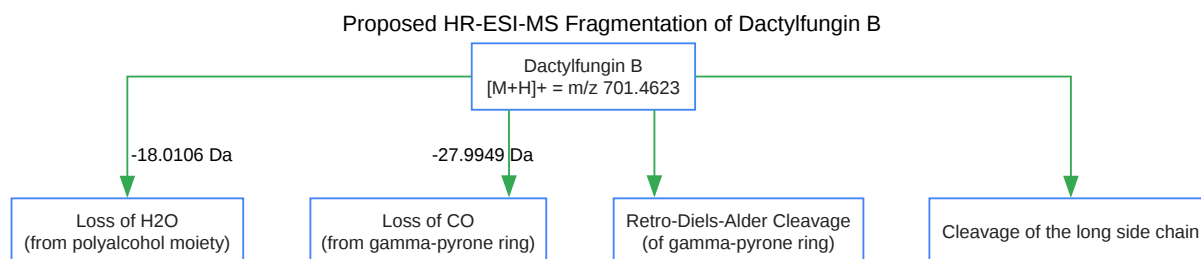 Proposed HR-ESI-MS Fragmentation of Dactylfungin B
Dactylfungin B
[M+H]+ = m/z 701.4623
-18.0106 Da
-27.9949 Da
Loss of H2O
(from polyalcohol moiety)
Loss of CO
(from gamma-pyrone ring)
Retro-Diels-Alder Cleavage
(of gamma-pyrone ring)
Cleavage of the long side chain